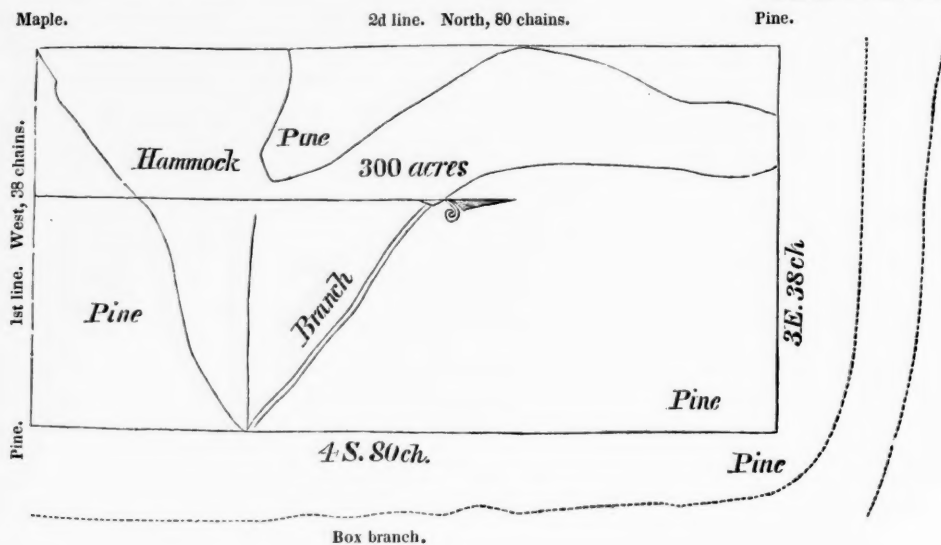 Maple. 2d line. North, 80 chains. Pine.
1st line. West, 38 chains.
Hammock
Pine
300 acres
Branch
Pine
3E. 38ch
Pine
Pine.
4 S. 80ch.
Pine
Box branch.